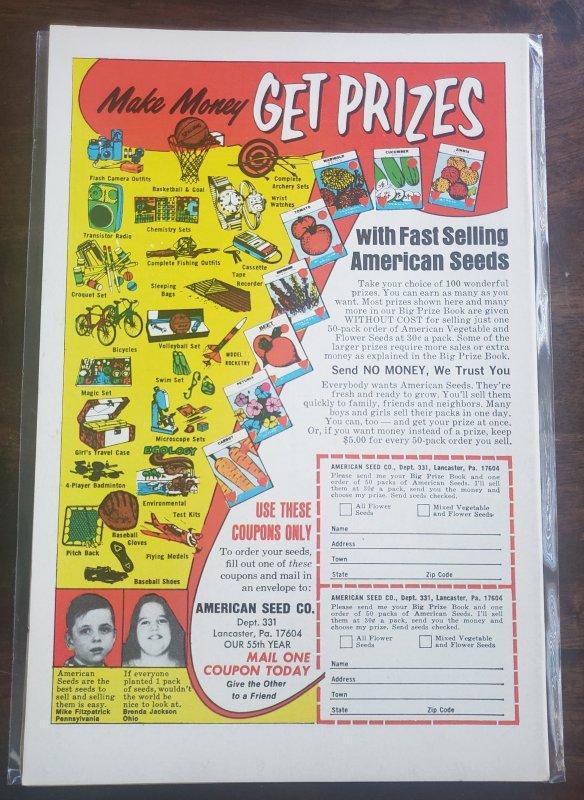 Make Money GET PRIZES
Flash Camera Outfits
SPALDING
Basketball & Goal
Complete
Archery Sets
Wrist
Watches
Transistor Radio
Chemistry Sets
Complete Fishing Outfits
Cassette
Tape
Recorder
Croquet Set
Sleeping
Bags
Bicycles
Volleyball Set
MODEL
ROCKETRY
Magic Set
Swim Set
Girl's Travel Case
Microscope Sets
ECOLOGY
4-Player Badminton
Environmental
Test Kits
Pitch Back
Baseball
Gloves
Flying Models
Baseball Shoes
MARIGOLD
CUCUMBER
ZINNIA
TOMATO
BEET
PETUNIA
CARROT
with Fast Selling
American Seeds
Take your choice of 100 wonderful
prizes. You can earn as many as you
want. Most prizes shown here and many
more in our Big Prize Book are given
WITHOUT COST for selling just one
50-pack order of American Vegetable and
Flower Seeds at 30¢ a pack. Some of the
larger prizes require more sales or extra
money as explained in the Big Prize Book.
Send NO MONEY, We Trust You
Everybody wants American Seeds. They're
fresh and ready to grow. You'll sell them
quickly to family, friends and neighbors. Many
boys and girls sell their packs in one day.
You can, too — and get your prize at once.
Or, if you want money instead of a prize, keep
$5.00 for every 50-pack order you sell.
USE THESE
COUPONS ONLY
To order your seeds,
fill out one of these
coupons and mail in
an envelope to:
AMERICAN SEED CO.
Dept. 331
Lancaster, Pa. 17604
OUR 55th YEAR
MAIL ONE
COUPON TODAY
Give the Other
to a Friend
AMERICAN SEED CO., Dept. 331, Lancaster, Pa. 17604
Please send me your Big Prize Book and one
order of 50 packs of American Seeds. I'll sell
them at 30¢ a pack, send you the money and
choose my prize. Send seeds checked.
All Flower
Seeds
Mixed Vegetable
and Flower Seeds
Name
Address
Town
State Zip Code
AMERICAN SEED CO., Dept. 331, Lancaster, Pa. 17604
Please send me your Big Prize Book and one
order of 50 packs of American Seeds. I'll sell
them at 30¢ a pack, send you the money and
choose my prize. Send seeds checked.
All Flower
Seeds
Mixed Vegetable
and Flower Seeds
Name
Address
Town
State Zip Code
American
Seeds are the
best seeds to
sell and selling
them is easy.
Mike Fitzpatrick
Pennsylvania
If everyone
planted 1 pack
of seeds, wouldn't
the world be
nice to look at.
Brenda Jackson
Ohio